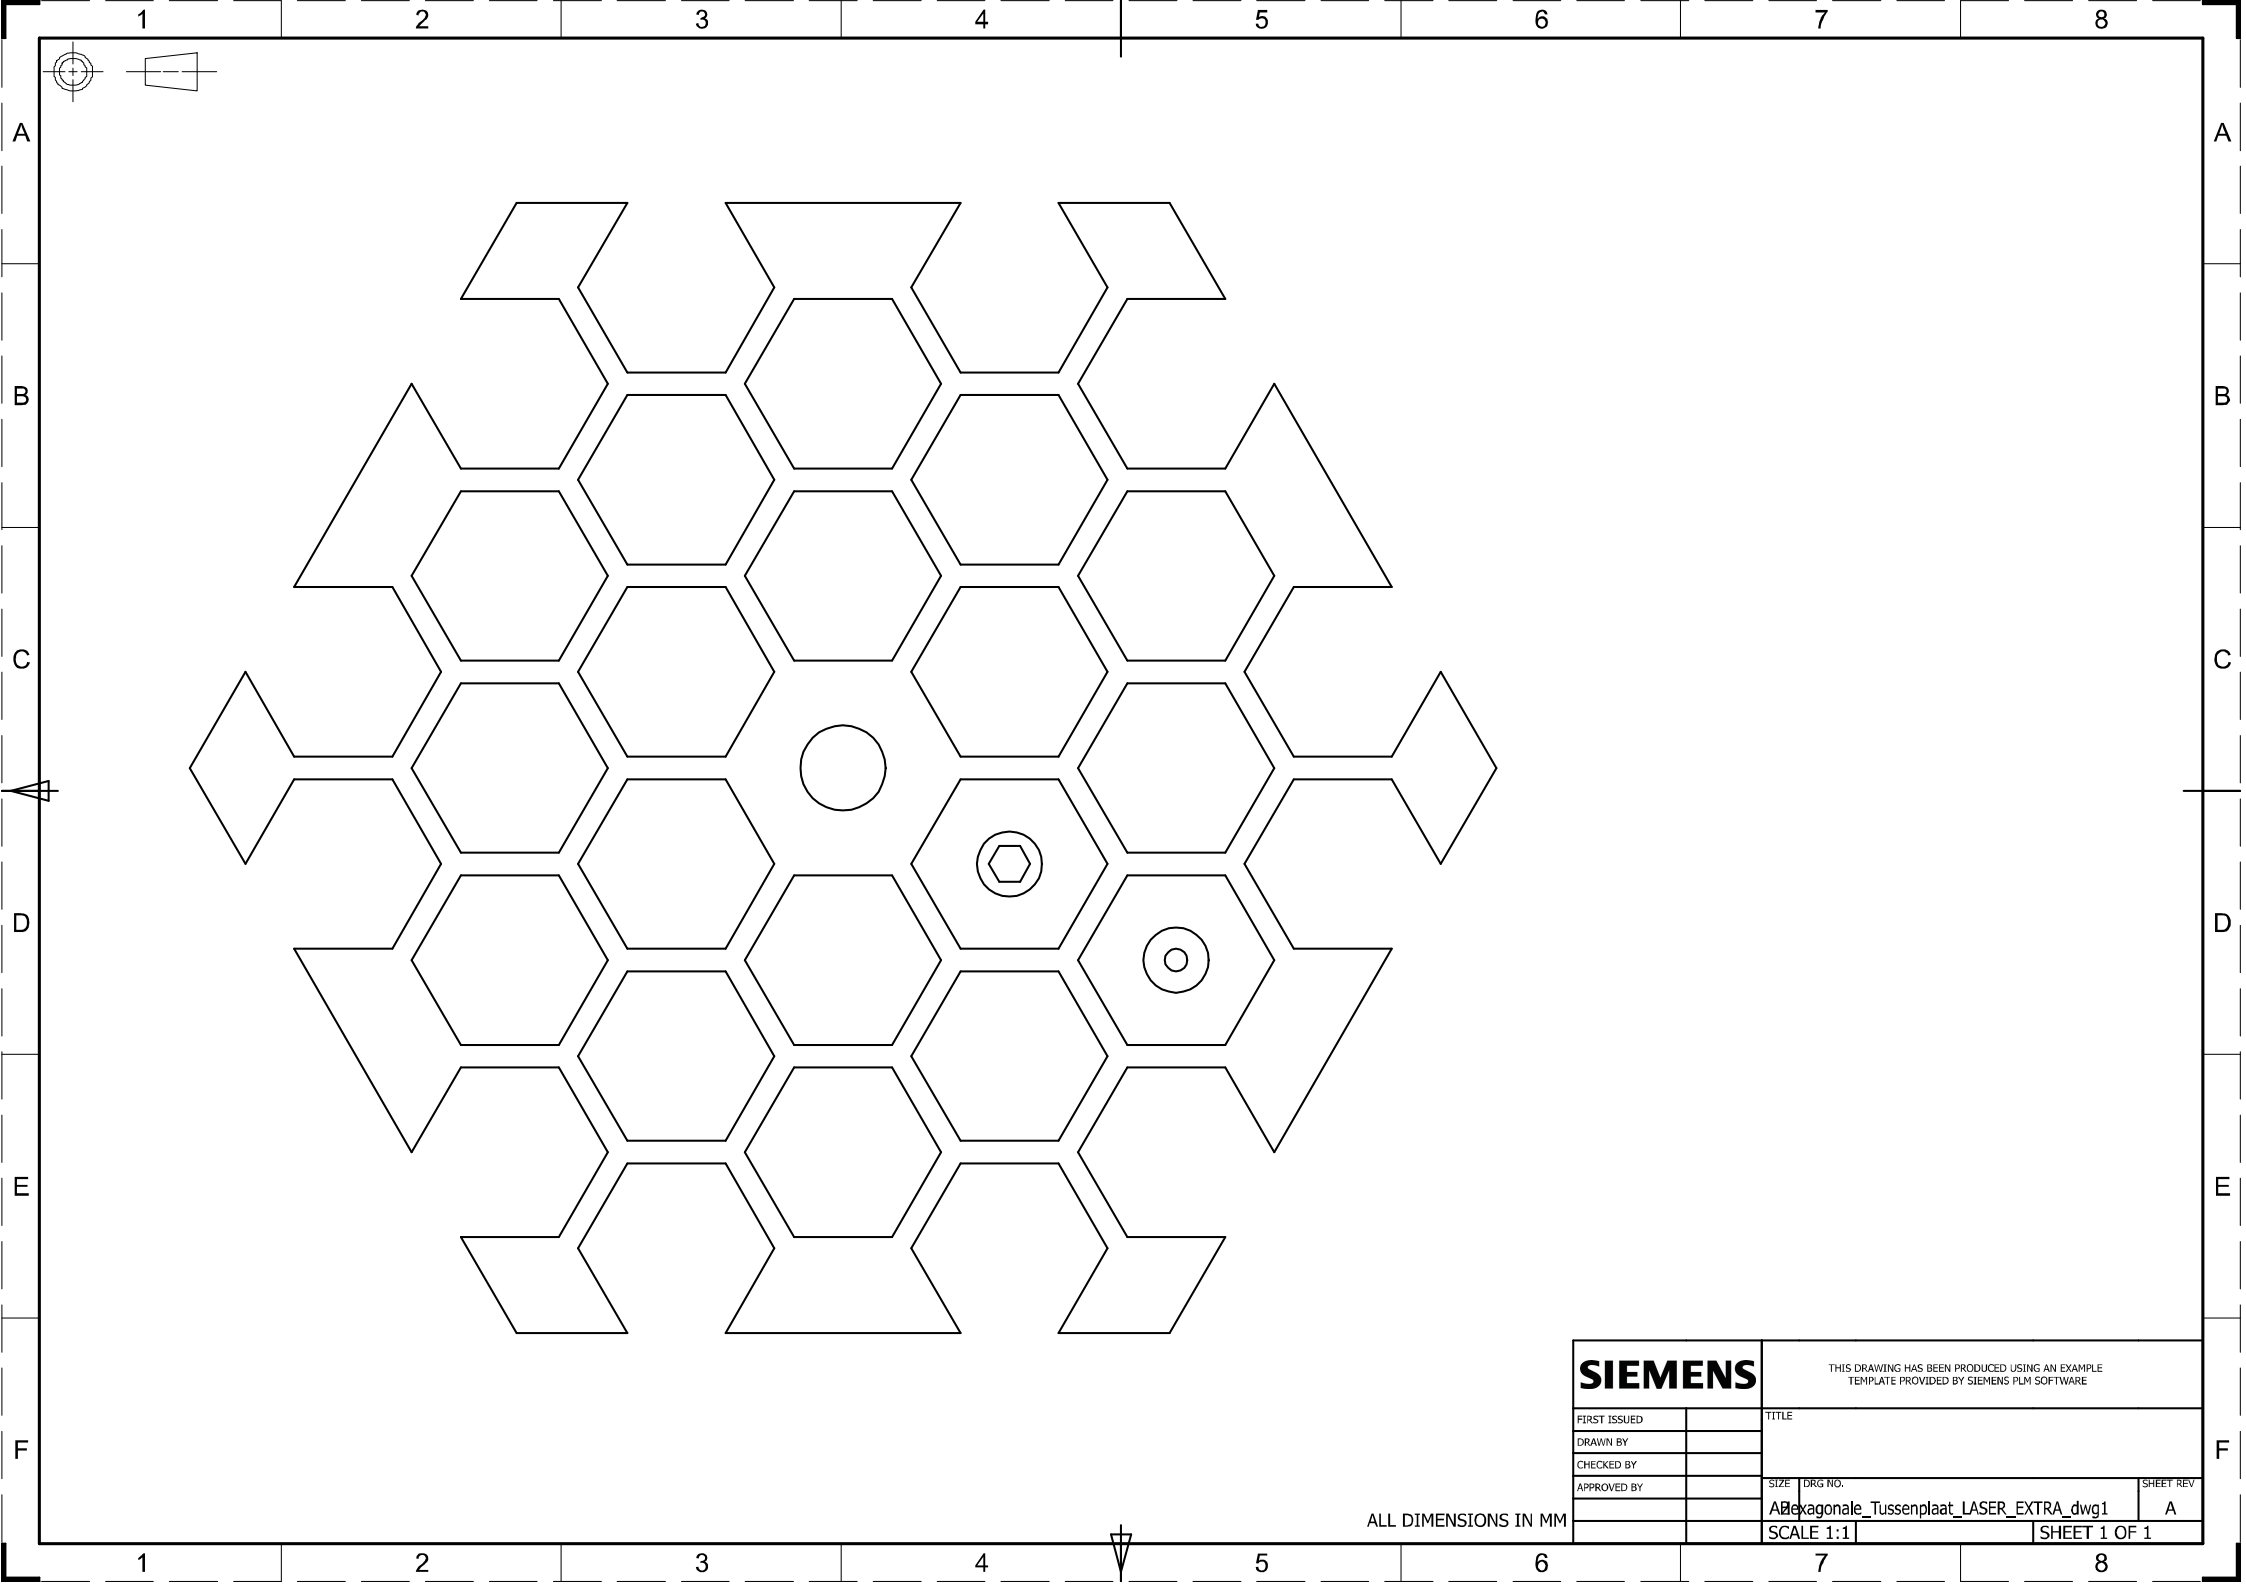 1 2 3 4 5 6 7 8
A A
B B
C C
D D
E E
F F
SIEMENS
THIS DRAWING HAS BEEN PRODUCED USING AN EXAMPLE
TEMPLATE PROVIDED BY SIEMENS PLM SOFTWARE
FIRST ISSUED
TITLE
DRAWN BY
CHECKED BY
APPROVED BY
SIZE DRG NO. SHEET REV
A2 Hexagonale_Tussenplaat_LASER_EXTRA_dwg1 A
ALL DIMENSIONS IN MM
SCALE 1:1 SHEET 1 OF 1
1 2 3 4 5 6 7 8